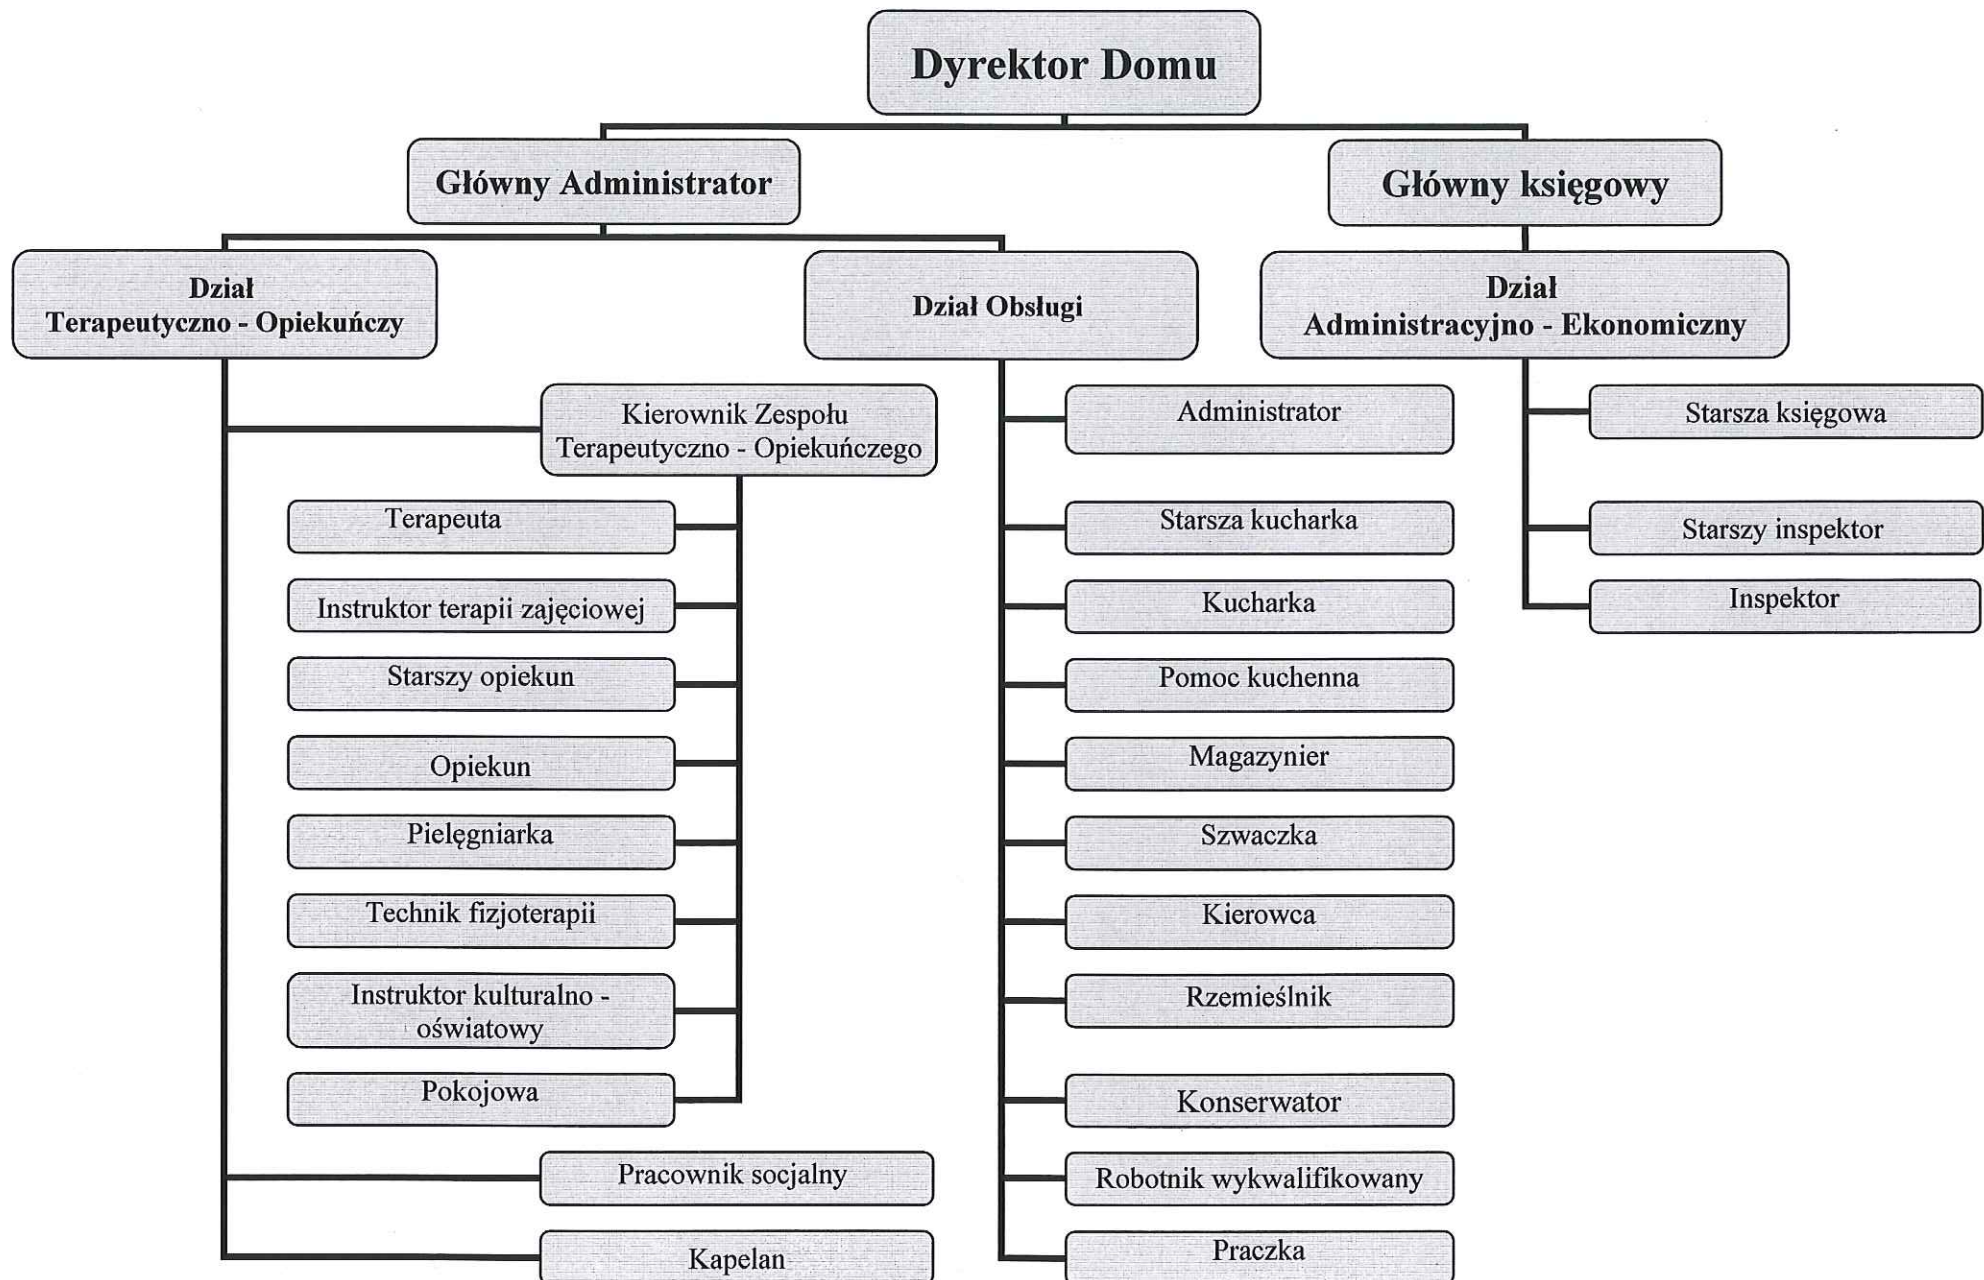 Dyrektor Domu
Główny Administrator
Główny księgowy
Dział
Terapeutyczno - Opiekuńczy
Dział Obsługi
Dział
Administracyjno - Ekonomiczny
Kierownik Zespołu
Terapeutyczno - Opiekuńczego
Terapeuta
Instruktor terapii zajęciowej
Starszy opiekun
Opiekun
Pielęgniarka
Technik fizjoterapii
Instruktor kulturalno -
oświatowy
Pokojowa
Pracownik socjalny
Kapelan
Administrator
Starsza kucharka
Kucharka
Pomoc kuchenna
Magazynier
Szwaczka
Kierowca
Rzemieślnik
Konserwator
Robotnik wykwalifikowany
Praczka
Starsza księgowa
Starszy inspektor
Inspektor